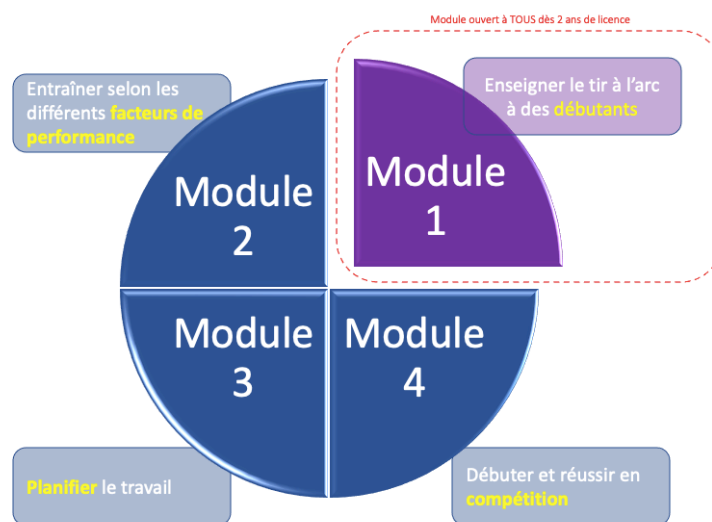 Module ouvert à TOUS dès 2 ans de licence
Entraîner selon les
différents facteurs de
performance
Enseigner le tir à l'arc
à des débutants
Module
2
Module
1
Module
3
Module
4
Planifier le travail
Débuter et réussir en
compétition